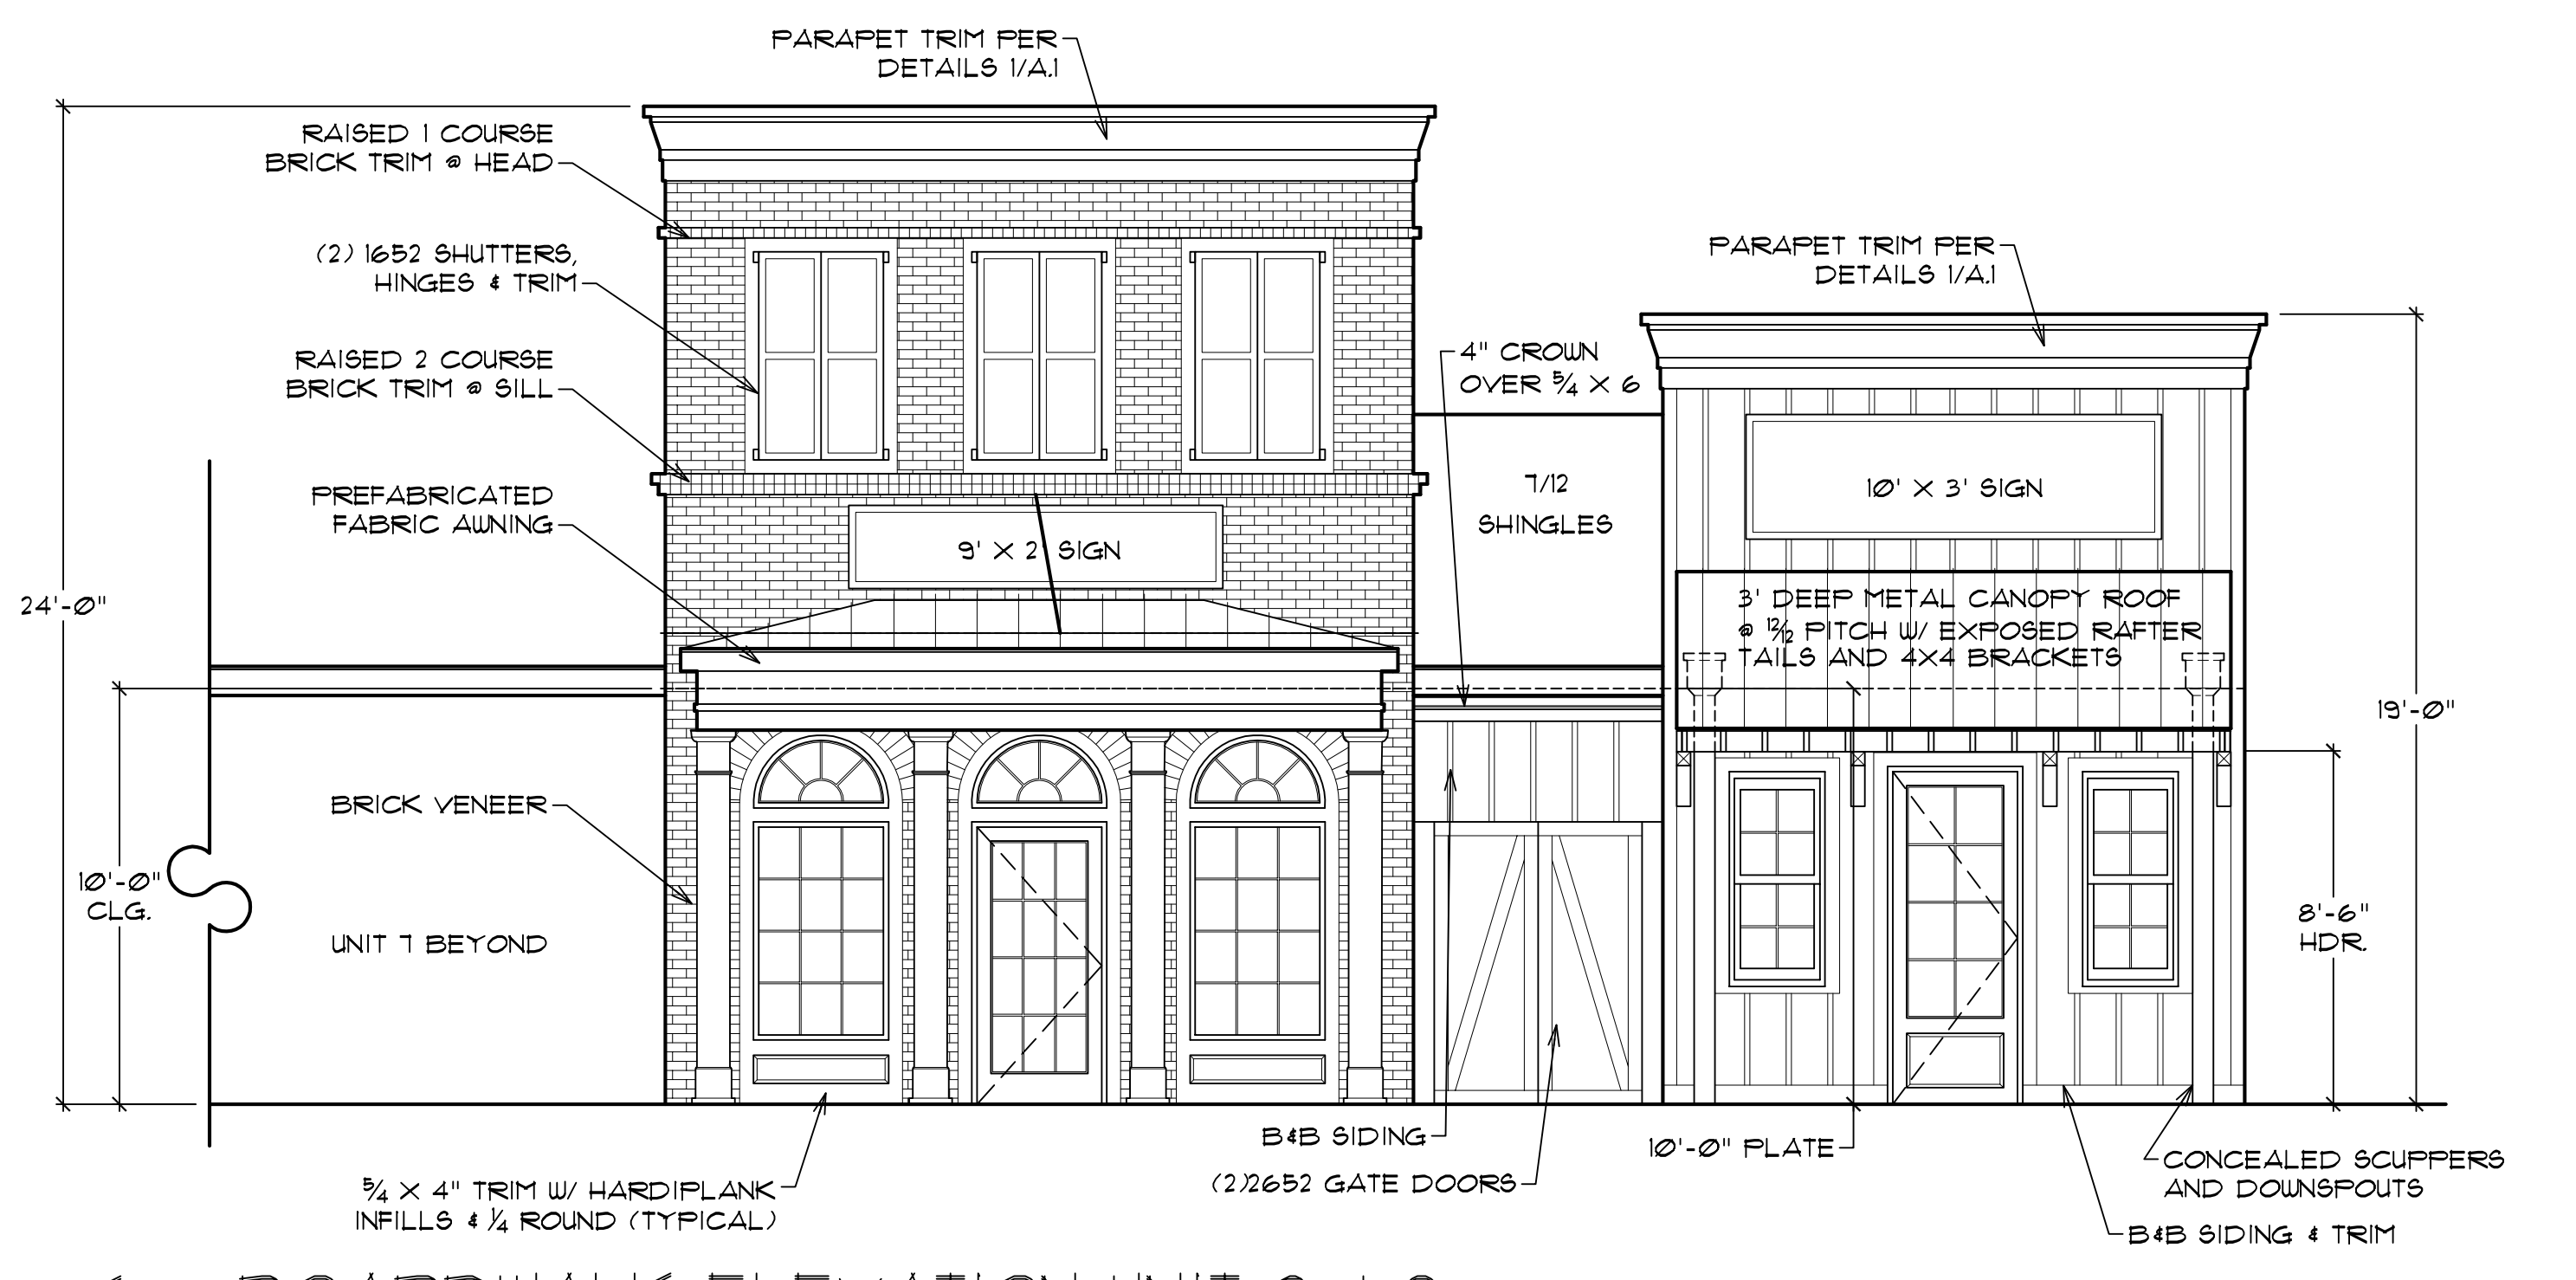 PARAPET TRIM PER
DETAILS 1/A.1
RAISED 1 COURSE
BRICK TRIM @ HEAD
(2) 1652 SHUTTERS,
HINGES & TRIM
RAISED 2 COURSE
BRICK TRIM @ SILL
PREFABRICATED
FABRIC AWNING
24'-0"
10'-0"
CLG.
BRICK VENEER
UNIT 7 BEYOND
5/4 X 4" TRIM W/ HARDIPLANK
INFILLS & 1/4 ROUND (TYPICAL)
9' X 2' SIGN
4" CROWN
OVER 5/4 X 6
7/12
SHINGLES
PARAPET TRIM PER
DETAILS 1/A.1
10' X 3' SIGN
3' DEEP METAL CANOPY ROOF
@ 12/12 PITCH W/ EXPOSED RAFTER
TAILS AND 4X4 BRACKETS
19'-0"
8'-6"
HDR.
B&B SIDING
(2)2652 GATE DOORS
10'-0" PLATE
CONCEALED SCUPPERS
AND DOWNSPOUTS
B&B SIDING & TRIM